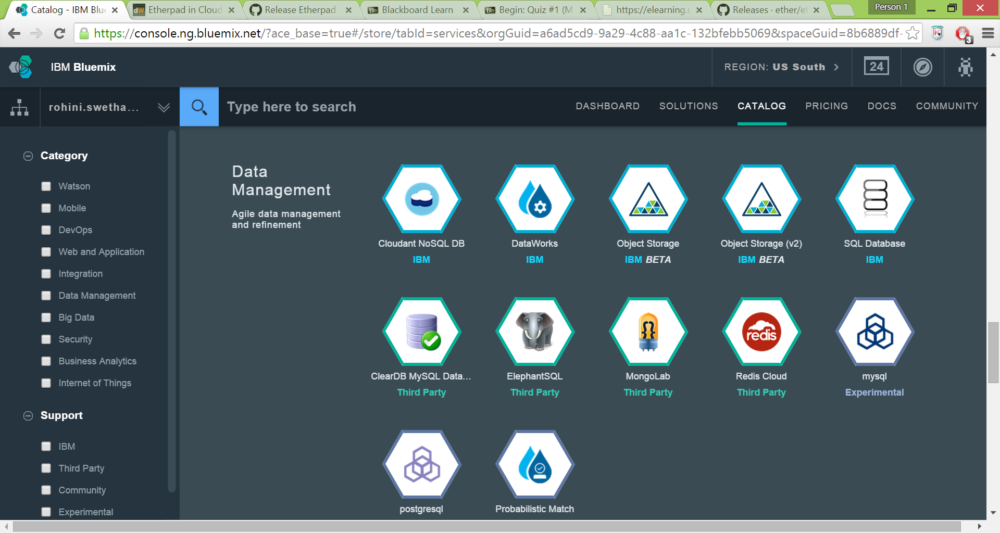 Catalog - IBM Blu
Etherpad in Cloud
Release Etherpad
Blackboard Learn
Begin: Quiz #1 (M
https://elearning.
Releases · ether/et
Person 1
https://console.ng.bluemix.net/?ace_base=true#/store/tabId=services&orgGuid=a6ad5cd9-9a29-4c88-aa1c-132bfebb5069&spaceGuid=8b6889df-
3
IBM Bluemix
REGION: US South
24
rohini.swetha...
Type here to search
DASHBOARD
SOLUTIONS
CATALOG
PRICING
DOCS
COMMUNITY
Category
Watson
Mobile
DevOps
Web and Application
Integration
Data Management
Big Data
Security
Business Analytics
Internet of Things
Support
IBM
Third Party
Community
Experimental
Data
Management
Agile data management
and refinement
Cloudant NoSQL DB
IBM
DataWorks
IBM
Object Storage
IBM BETA
Object Storage (v2)
IBM BETA
SQL Database
IBM
ClearDB MySQL Data...
Third Party
ElephantSQL
Third Party
MongoLab
Third Party
redis
Redis Cloud
Third Party
mysql
Experimental
postgresql
Probabilistic Match